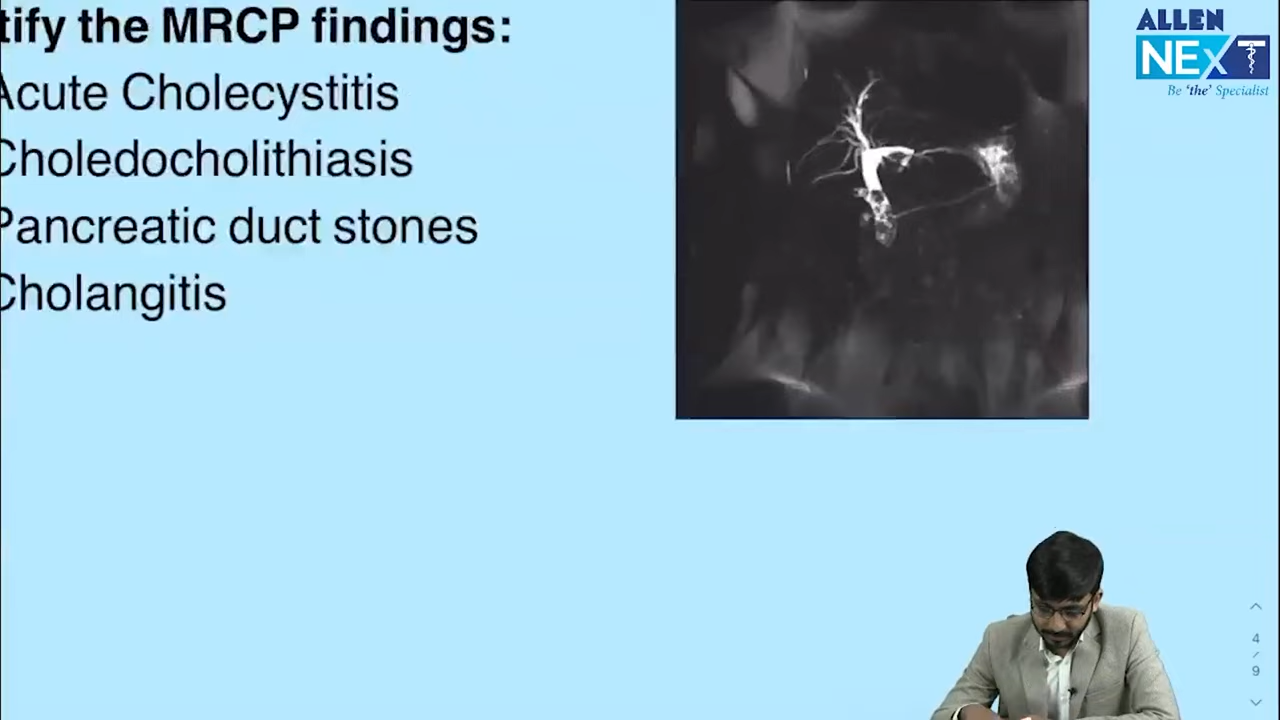 tify the MRCP findings:
Acute Cholecystitis
Choledocholithiasis
Pancreatic duct stones
Cholangitis
ALLEN
NExT
Be 'the' Specialist
4
/
9